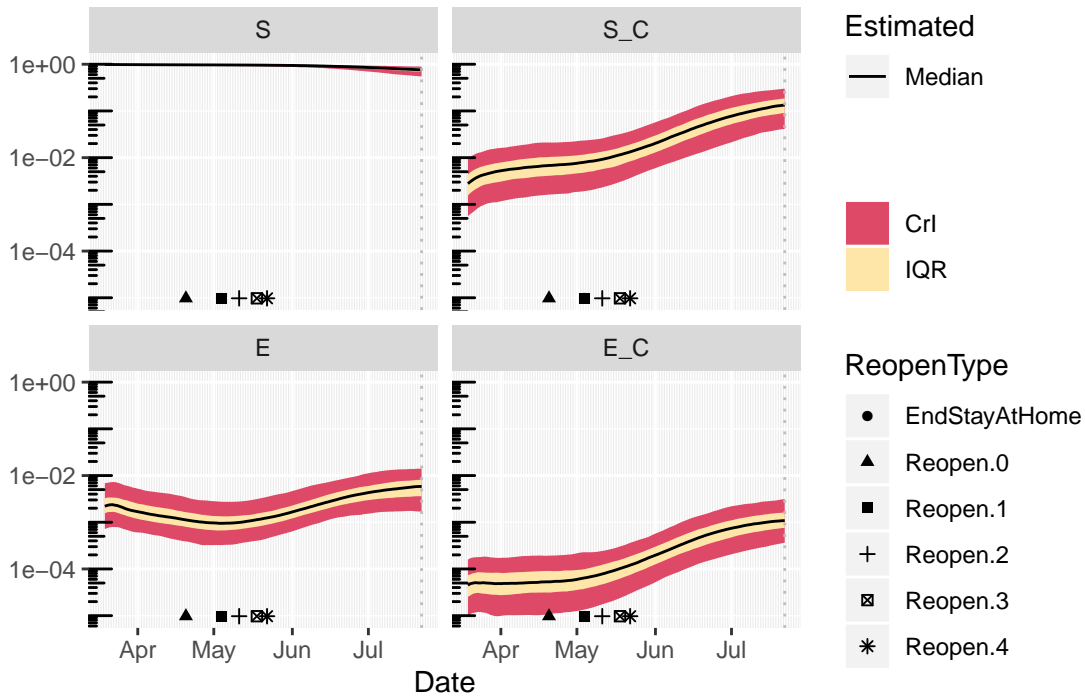 S
S_C
1e+00
1e−02
1e−04
E
E_C
1e+00
1e−02
1e−04
Apr
May
Jun
Jul
Apr
May
Jun
Jul
Date
Estimated
Median
CrI
IQR
ReopenType
EndStayAtHome
Reopen.0
Reopen.1
Reopen.2
Reopen.3
Reopen.4